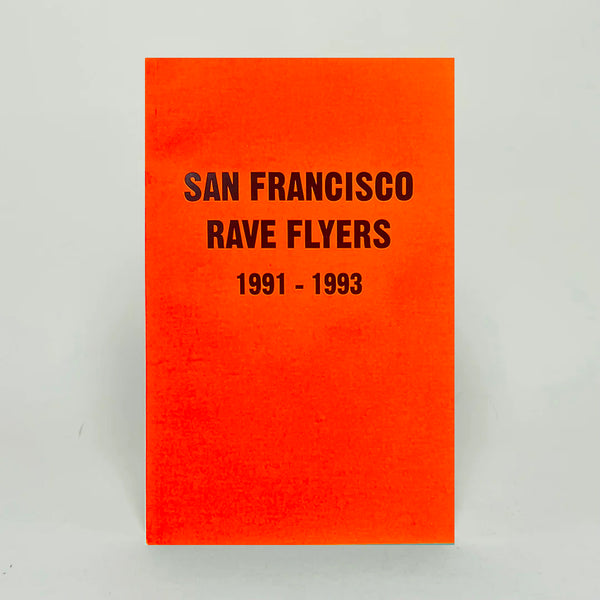 SAN FRANCISCO
RAVE FLYERS
1991 - 1993